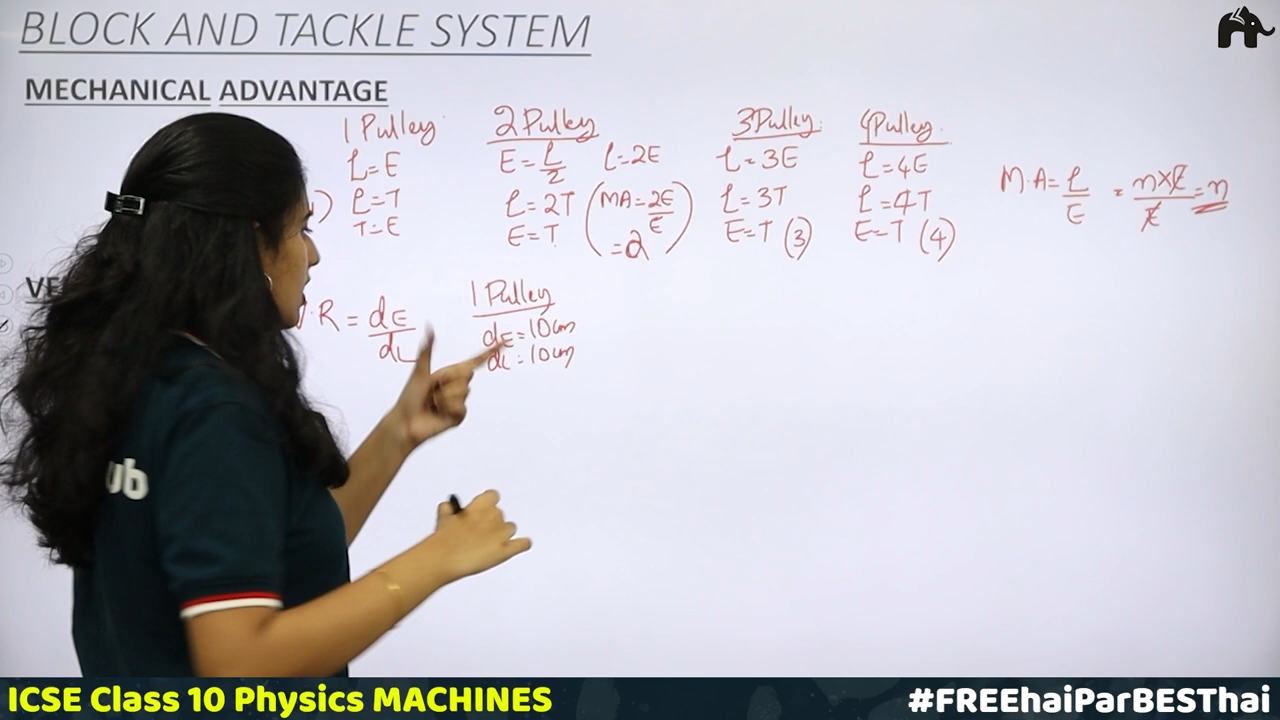 BLOCK AND TACKLE SYSTEM
MECHANICAL ADVANTAGE
1 Pulley
L = E
L = T
T = E
2 Pulley
E = L/2 L = 2E
L = 2T (MA = 2E/E
E = T = 2)
3 Pulley
L = 3E
L = 3T
E = T (3)
4 Pulley
L = 4E
L = 4T
E = T (4)
M.A = L/E = n×E/E = n
VE
R = dE/dL
1 Pulley
dE = 10cm
dL = 10cm
ub
ICSE Class 10 Physics MACHINES
#FREEhaiParBESThai